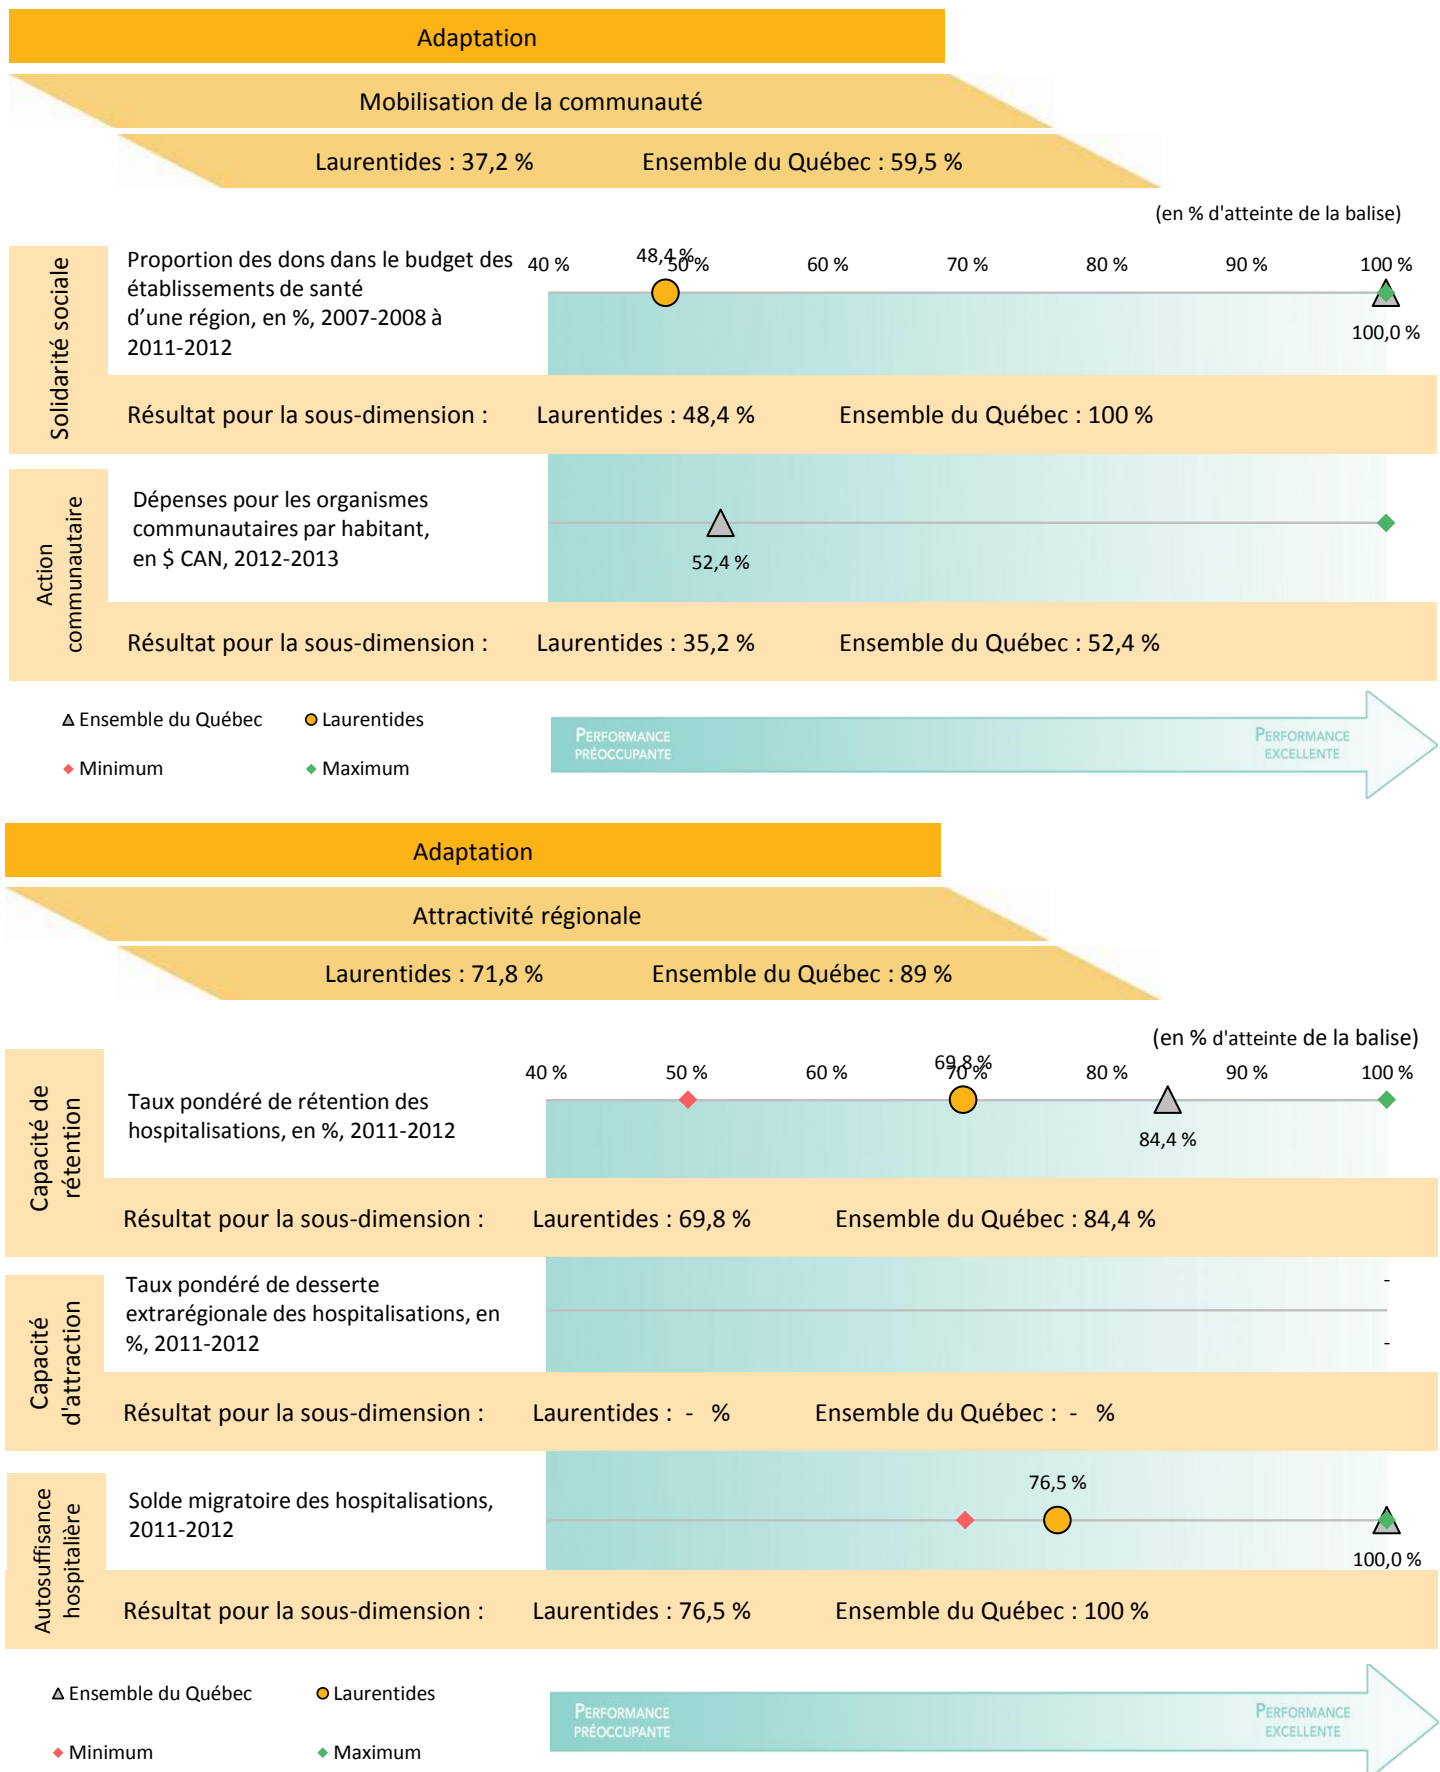 Adaptation
Mobilisation de la communauté
Laurentides : 37,2 % Ensemble du Québec : 59,5 %
(en % d'atteinte de la balise)
Solidarité sociale
Proportion des dons dans le budget des
établissements de santé
d’une région, en %, 2007-2008 à
2011-2012
40 % 50 % 60 % 70 % 80 % 90 % 100 %
48,4 %
100,0 %
Résultat pour la sous-dimension : Laurentides : 48,4 % Ensemble du Québec : 100 %
Action
communautaire
Dépenses pour les organismes
communautaires par habitant,
en $ CAN, 2012-2013
52,4 %
Résultat pour la sous-dimension : Laurentides : 35,2 % Ensemble du Québec : 52,4 %
Ensemble du Québec Laurentides
Minimum Maximum
PERFORMANCE
PRÉOCCUPANTE
PERFORMANCE
EXCELLENTE
Adaptation
Attractivité régionale
Laurentides : 71,8 % Ensemble du Québec : 89 %
(en % d'atteinte de la balise)
Capacité de
rétention
40 % 50 % 60 % 70 % 80 % 90 % 100 %
69,8 %
Taux pondéré de rétention des
hospitalisations, en %, 2011-2012
84,4 %
Résultat pour la sous-dimension : Laurentides : 69,8 % Ensemble du Québec : 84,4 %
Capacité
d'attraction
Taux pondéré de desserte
extrarégionale des hospitalisations, en
%, 2011-2012
-
-
Résultat pour la sous-dimension : Laurentides : - % Ensemble du Québec : - %
Autosuffisance
hospitalière
Solde migratoire des hospitalisations,
2011-2012
76,5 %
100,0 %
Résultat pour la sous-dimension : Laurentides : 76,5 % Ensemble du Québec : 100 %
Ensemble du Québec Laurentides
Minimum Maximum
PERFORMANCE
PRÉOCCUPANTE
PERFORMANCE
EXCELLENTE